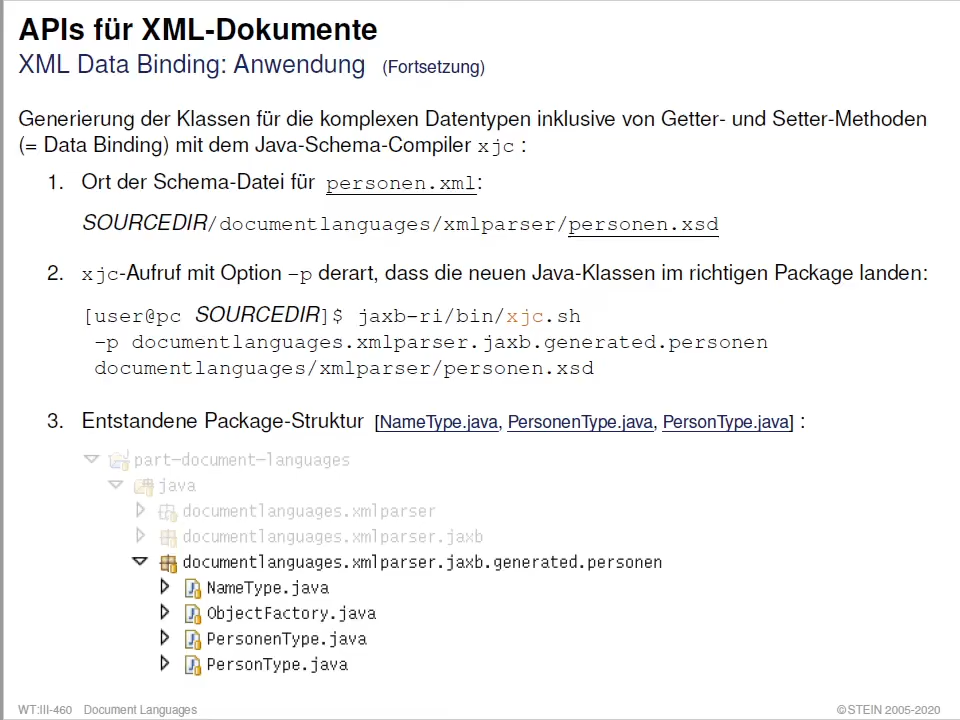 APIs für XML-Dokumente
XML Data Binding: Anwendung (Fortsetzung)
Generierung der Klassen für die komplexen Datentypen inklusive von Getter- und Setter-Methoden
(= Data Binding) mit dem Java-Schema-Compiler xjc :
1. Ort der Schema-Datei für personen.xml:
SOURCEDIR/documentlanguages/xmlparser/personen.xsd
2. xjc-Aufruf mit Option -p derart, dass die neuen Java-Klassen im richtigen Package landen:
[user@pc SOURCEDIR]$ jaxb-ri/bin/xjc.sh
-p documentlanguages.xmlparser.jaxb.generated.personen
documentlanguages/xmlparser/personen.xsd
3. Entstandene Package-Struktur [NameType.java, PersonenType.java, PersonType.java] :
part-document-languages
java
documentlanguages.xmlparser
documentlanguages.xmlparser.jaxb
documentlanguages.xmlparser.jaxb.generated.personen
NameType.java
ObjectFactory.java
PersonenType.java
PersonType.java
WT:III-460 Document Languages ©STEIN 2005-2020